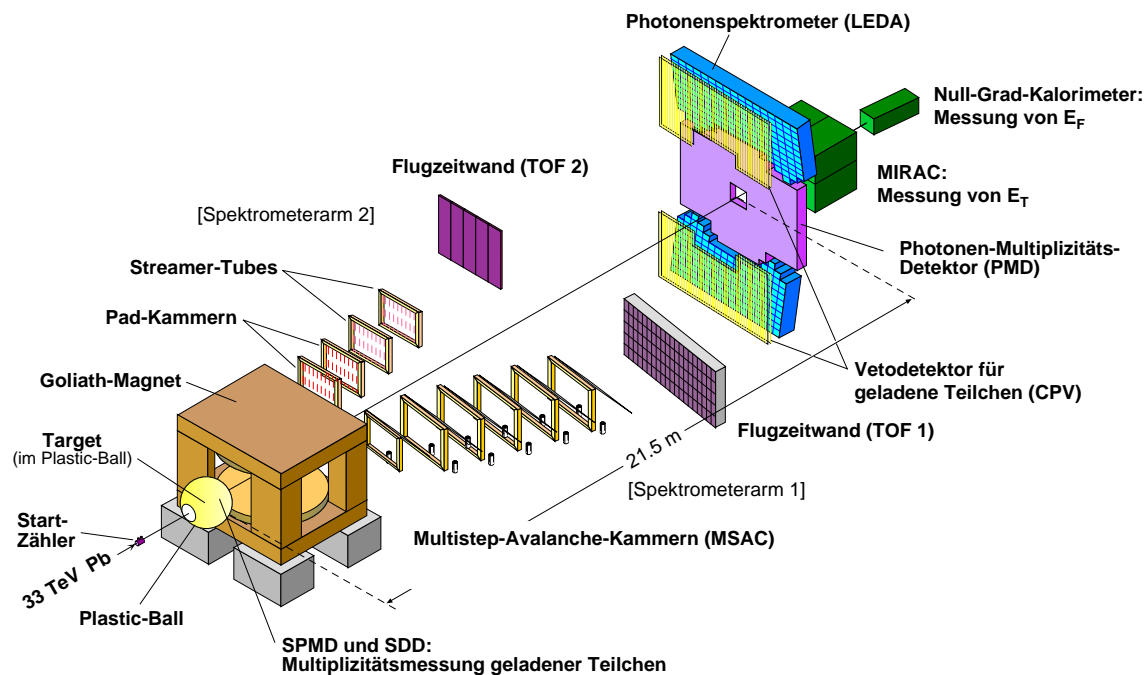 Photonenspektrometer (LEDA)
Null-Grad-Kalorimeter:
Messung von E_F
Flugzeitwand (TOF 2)
MIRAC:
Messung von E_T
[Spektrometerarm 2]
Photonen-Multiplizitäts-
Detektor (PMD)
Streamer-Tubes
Pad-Kammern
Goliath-Magnet
Vetodetektor für
geladene Teilchen (CPV)
Target
(im Plastic-Ball)
Flugzeitwand (TOF 1)
21.5 m
[Spektrometerarm 1]
Start-
Zähler
Multistep-Avalanche-Kammern (MSAC)
33 TeV Pb
Plastic-Ball
SPMD und SDD:
Multiplizitätsmessung geladener Teilchen